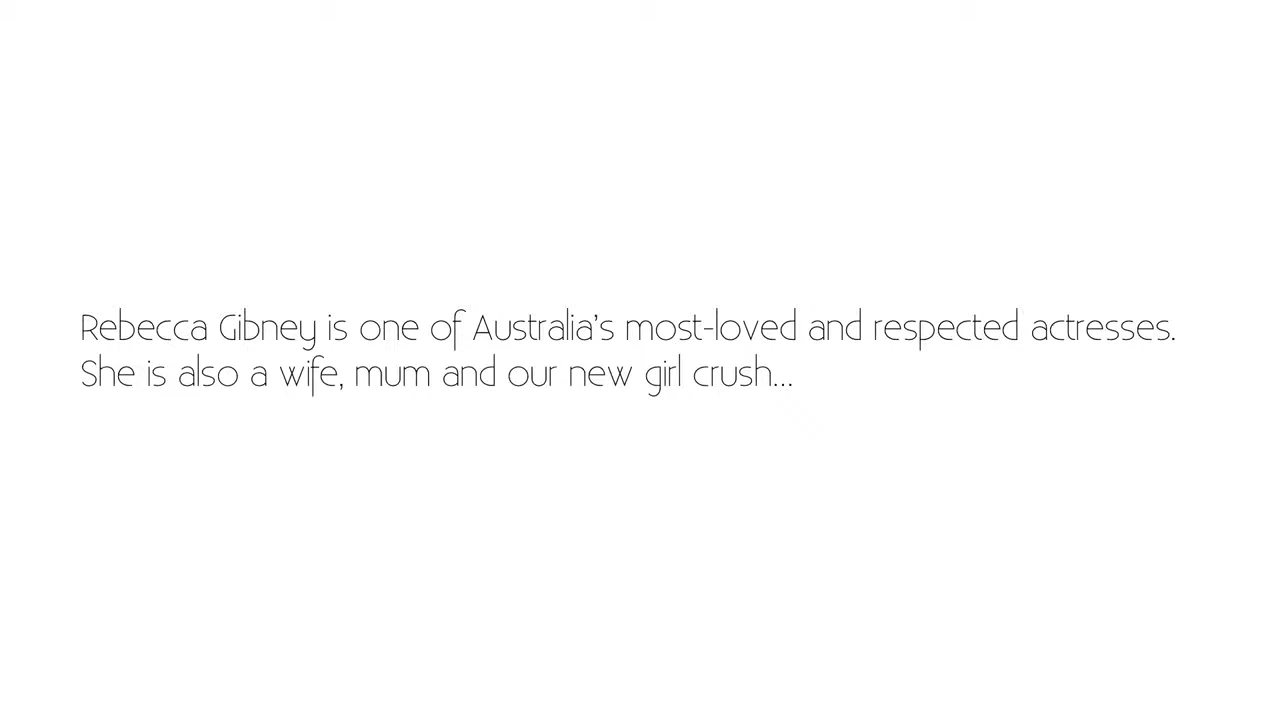 Rebecca Gibney is one of Australia’s most-loved and respected actresses.
She is also a wife, mum and our new girl crush...